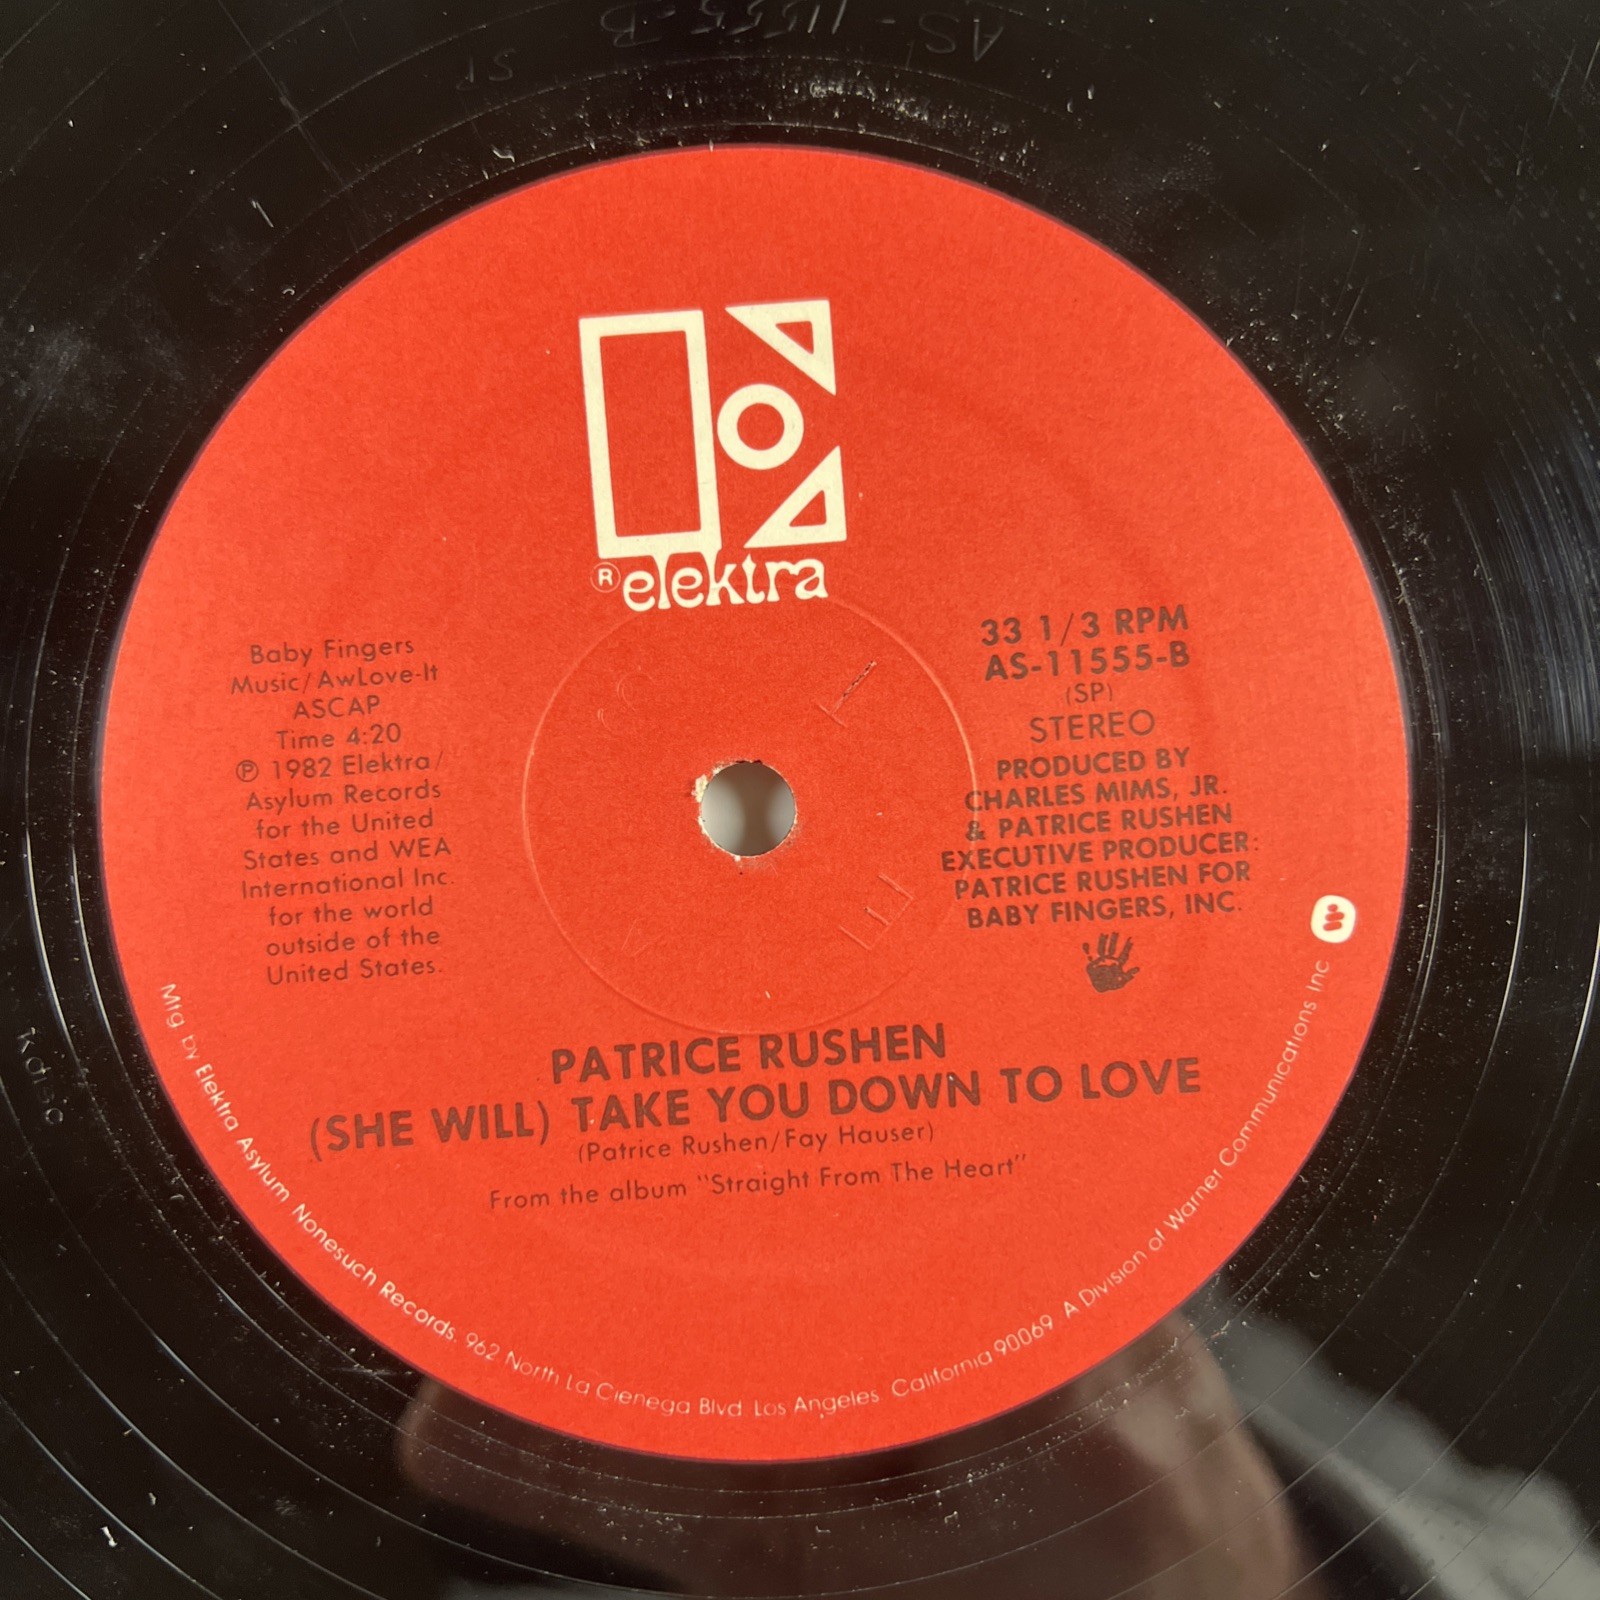 AS-11555-B
SP
® elektra
Baby Fingers
Music/AwLove-It
ASCAP
Time 4:20
℗ 1982 Elektra/
Asylum Records
for the United
States and WEA
International Inc.
for the world
outside of the
United States.
33 1/3 RPM
AS-11555-B
(SP)
STEREO
PRODUCED BY
CHARLES MIMS, JR.
& PATRICE RUSHEN
EXECUTIVE PRODUCER:
PATRICE RUSHEN FOR
BABY FINGERS, INC.
PATRICE RUSHEN
(SHE WILL) TAKE YOU DOWN TO LOVE
(Patrice Rushen/Fay Hauser)
From the album "Straight From The Heart"
Mfg by Elektra Asylum Nonesuch Records. 962 North La Cienega Blvd Los Angeles California 90069 A Division of Warner Communications Inc